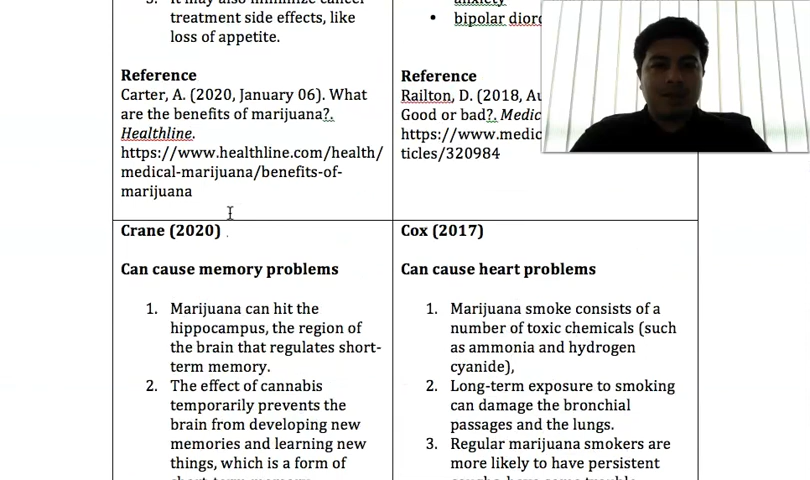 3. It may also minimize cancer
treatment side effects, like
loss of appetite.
Reference
Carter, A. (2020, January 06). What
are the benefits of marijuana?.
Healthline.
https://www.healthline.com/health/
medical-marijuana/benefits-of-
marijuana
anxiety
• bipolar
Reference
Railton, D. (2018,
Good or bad?.
https://www.medic
ticles/320984
Crane (2020)
Can cause memory problems
1. Marijuana can hit the
hippocampus, the region of
the brain that regulates short-
term memory.
2. The effect of cannabis
temporarily prevents the
brain from developing new
memories and learning new
things, which is a form of
short-term memory
Cox (2017)
Can cause heart problems
1. Marijuana smoke consists of a
number of toxic chemicals (such
as ammonia and hydrogen
cyanide),
2. Long-term exposure to smoking
can damage the bronchial
passages and the lungs.
3. Regular marijuana smokers are
more likely to have persistent